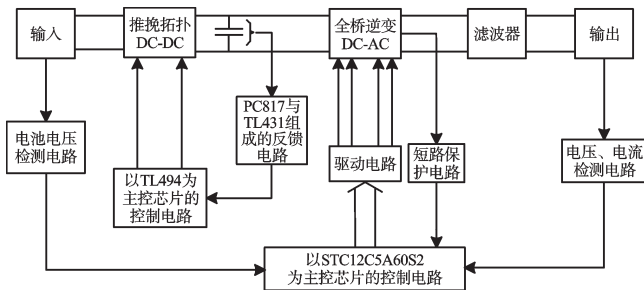 输入
推挽拓扑
DC-DC
全桥逆变
DC-AC
滤波器
输出
电池电压
检测电路
以TL494为
主控芯片的
控制电路
PC817与
TL431组
成的反馈
电路
驱动电路
短路保
护电路
电压、电流
检测电路
以STC12C5A60S2
为主控芯片的控制电路